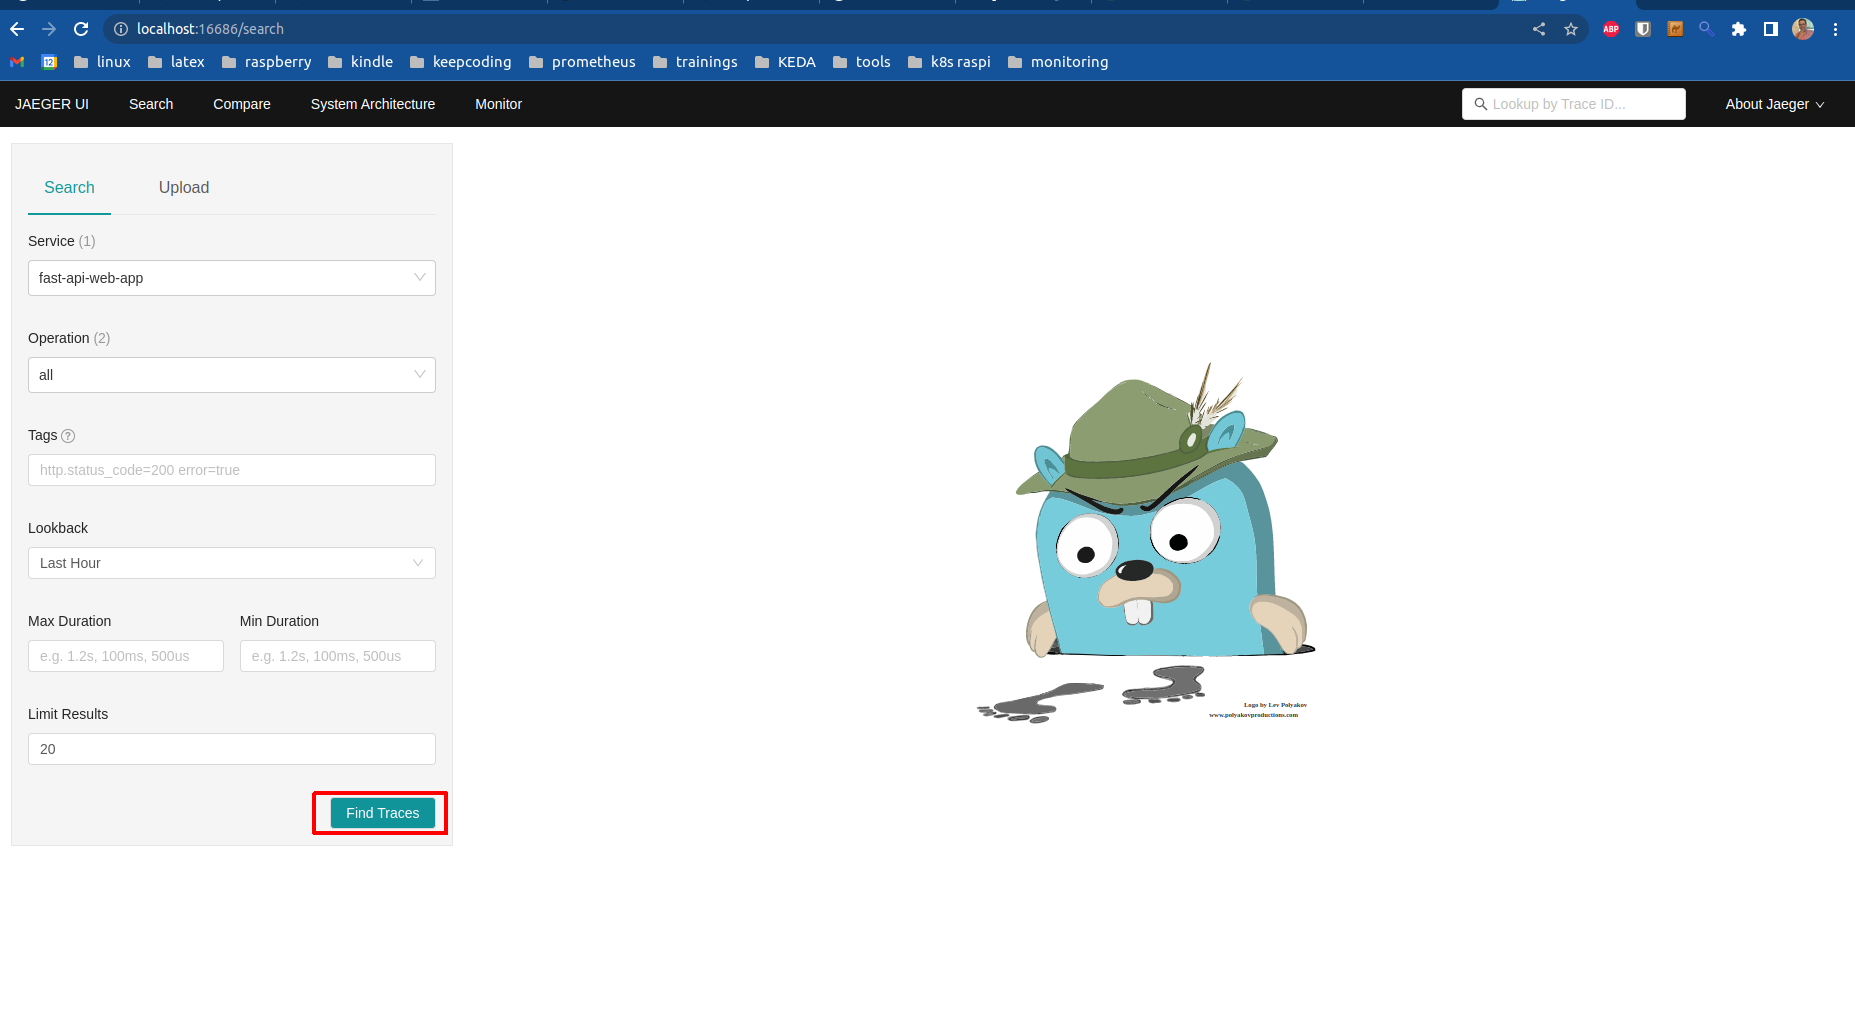 localhost:16686/search
ABP
12 linux latex raspberry kindle keepcoding prometheus trainings KEDA tools k8s raspi monitoring
JAEGER UI Search Compare System Architecture Monitor Lookup by Trace ID... About Jaeger
Search Upload
Service (1)
fast-api-web-app
Operation (2)
all
Tags ?
http.status_code=200 error=true
Lookback
Last Hour
Max Duration Min Duration
e.g. 1.2s, 100ms, 500us e.g. 1.2s, 100ms, 500us
Limit Results
20
Find Traces
Logo by Lev Polyakov
www.polyakovproductions.com